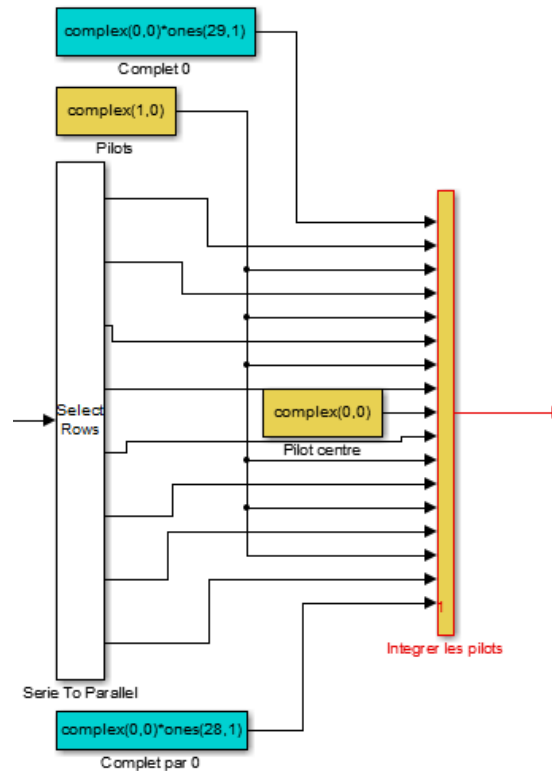 complex(0,0)*ones(29,1)
Complet 0
complex(1,0)
Pilots
Select
Rows
complex(0,0)
Pilot centre
1
Integrer les pilots
Serie To Parallel
complex(0,0)*ones(28,1)
Complet par 0